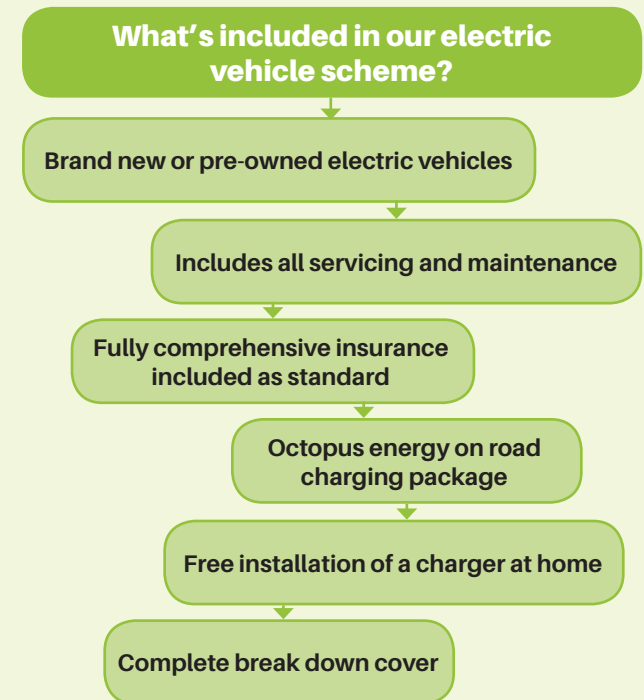 What's included in our electric
vehicle scheme?
Brand new or pre-owned electric vehicles
Includes all servicing and maintenance
Fully comprehensive insurance
included as standard
Octopus energy on road
charging package
Free installation of a charger at home
Complete break down cover